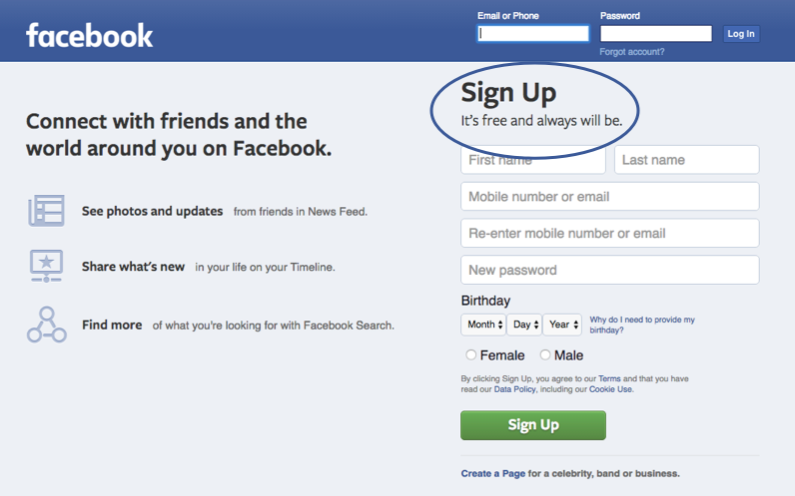 facebook
Email or Phone
Password
Log In
Forgot account?
Connect with friends and the
world around you on Facebook.
See photos and updates from friends in News Feed.
Share what's new in your life on your Timeline.
Find more of what you're looking for with Facebook Search.
Sign Up
It's free and always will be.
First name
Last name
Mobile number or email
Re-enter mobile number or email
New password
Birthday
Month Day Year
Why do I need to provide my
birthday?
Female Male
By clicking Sign Up, you agree to our Terms and that you have
read our Data Policy, including our Cookie Use.
Sign Up
Create a Page for a celebrity, band or business.